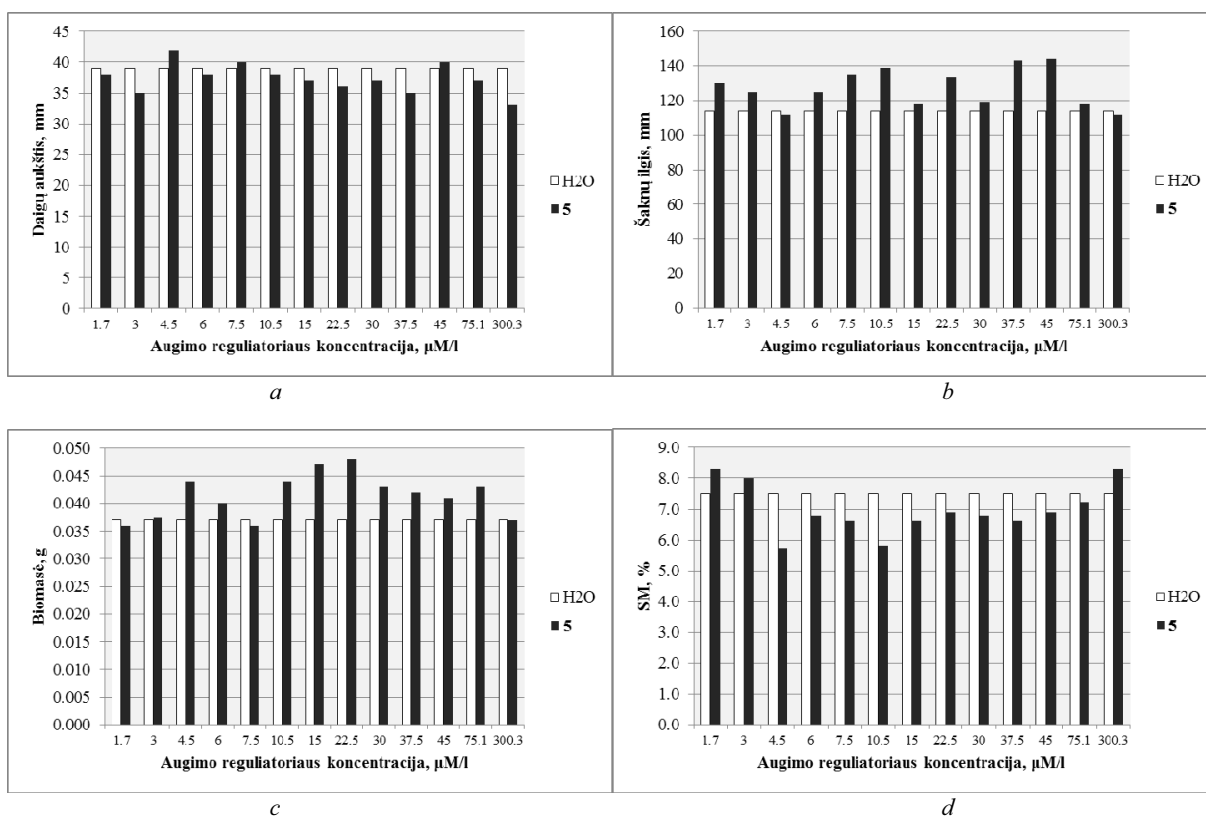 Daigų aukštis, mm
45
40
35
30
25
20
15
10
5
0
1.7 3 4.5 6 7.5 10.5 15 22.5 30 37.5 45 75.1 300.3
Augimo reguliatoriaus koncentracija, µM/l
H2O
5
a
Šaknų ilgis, mm
160
140
120
100
80
60
40
20
0
1.7 3 4.5 6 7.5 10.5 15 22.5 30 37.5 45 75.1 300.3
Augimo reguliatoriaus koncentracija, µM/l
H2O
5
b
Biomasė, g
0.050
0.045
0.040
0.035
0.030
0.025
0.020
0.015
0.010
0.005
0.000
1.7 3 4.5 6 7.5 10.5 15 22.5 30 37.5 45 75.1 300.3
Augimo reguliatoriaus koncentracija, µM/l
H2O
5
c
SM, %
9.0
8.0
7.0
6.0
5.0
4.0
3.0
2.0
1.0
0.0
1.7 3 4.5 6 7.5 10.5 15 22.5 30 37.5 45 75.1 300.3
Augimo reguliatoriaus koncentracija, µM/l
H2O
5
d